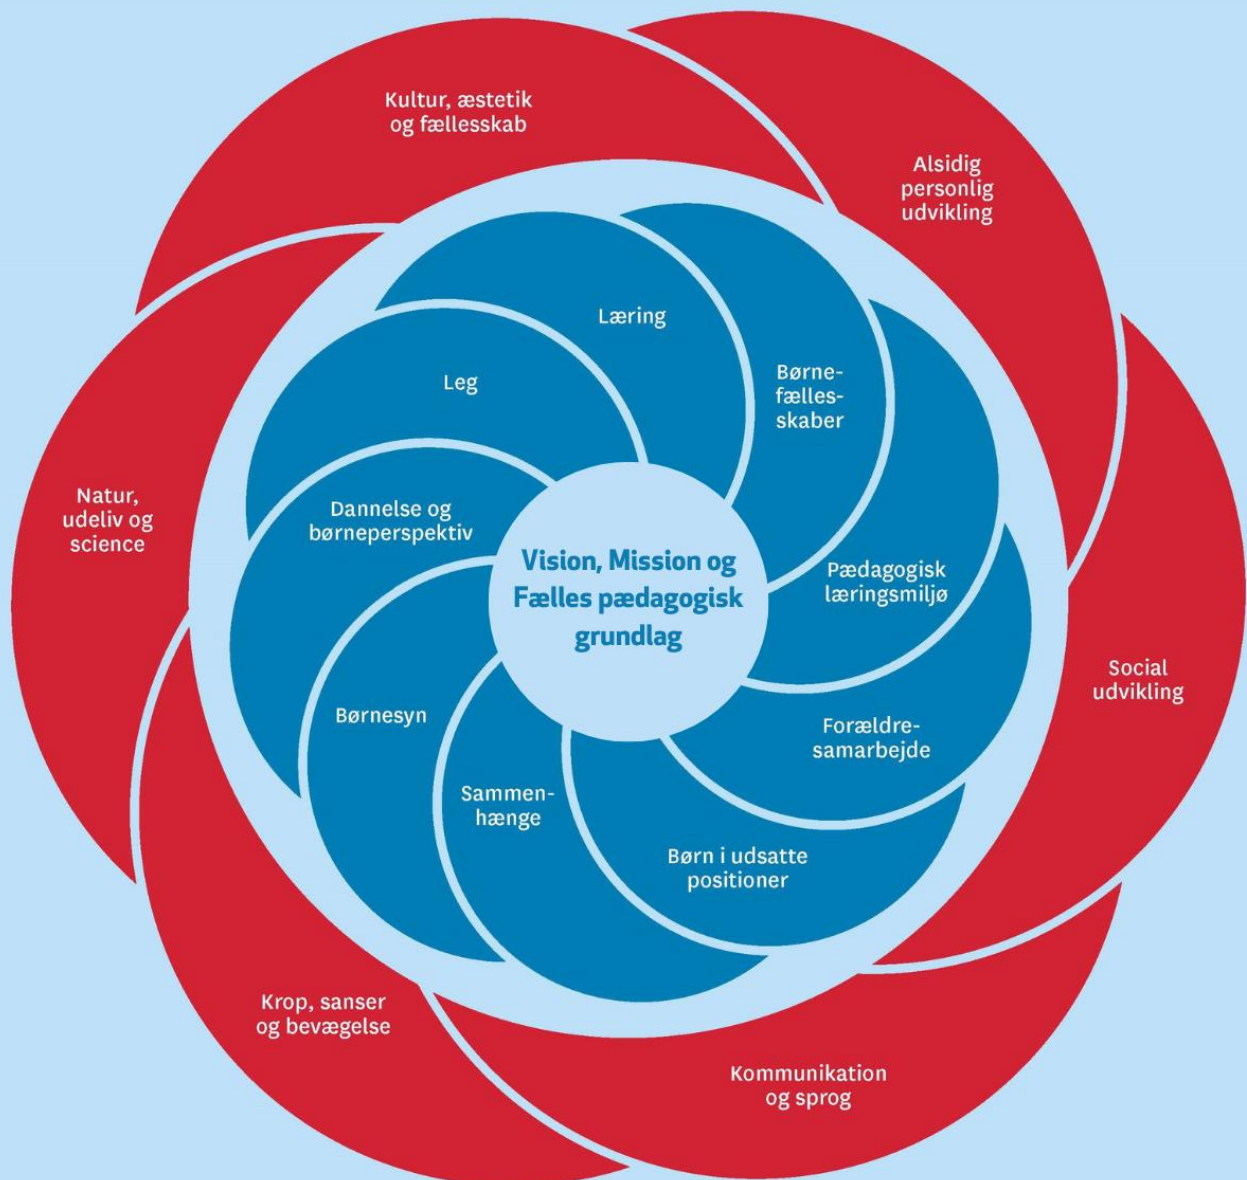 Kultur, æstetik
og fællesskab
Alsidig
personlig
udvikling
Læring
Børne-
fælles-
skaber
Leg
Natur,
udeliv og
science
Dannelse og
børneperspektiv
Vision, Mission og
Fælles pædagogisk
grundlag
Pædagogisk
læringsmiljø
Social
udvikling
Børnesyn
Forældre-
samarbejde
Sammen-
hænge
Børn i udsatte
positioner
Krop, sanser
og bevægelse
Kommunikation
og sprog